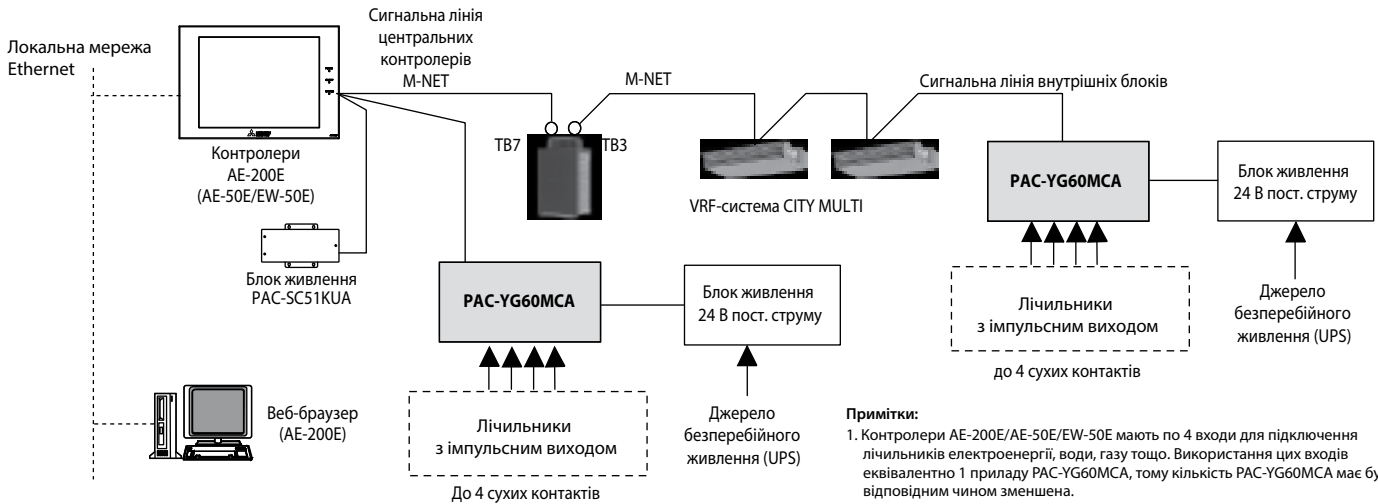 Локальна мережа
Ethernet
Сигнальна лінія
центральних
контролерів
M-NET
Контролери
AE-200E
(AE-50E/EW-50E)
Блок живлення
PAC-SC51KUA
TB7
TB3
M-NET
Сигнальна лінія внутрішніх блоків
VRF-система CITY MULTI
PAC-YG60MCA
Блок живлення
24 В пост. струму
Лічильники
з імпульсним виходом
до 4 сухих контактів
Джерело
безперебійного
живлення (UPS)
PAC-YG60MCA
Блок живлення
24 В пост. струму
Лічильники
з імпульсним виходом
До 4 сухих контактів
Джерело
безперебійного
живлення (UPS)
Веб-браузер
(AE-200E)
Примітки:
1. Контролери AE-200E/AE-50E/EW-50E мають по 4 входи для підключення
лічильників електроенергії, води, газу тощо. Використання цих входів
еквівалентно 1 приладу PAC-YG60MCA, тому кількість PAC-YG60MCA має бу
відповідним чином зменшена.